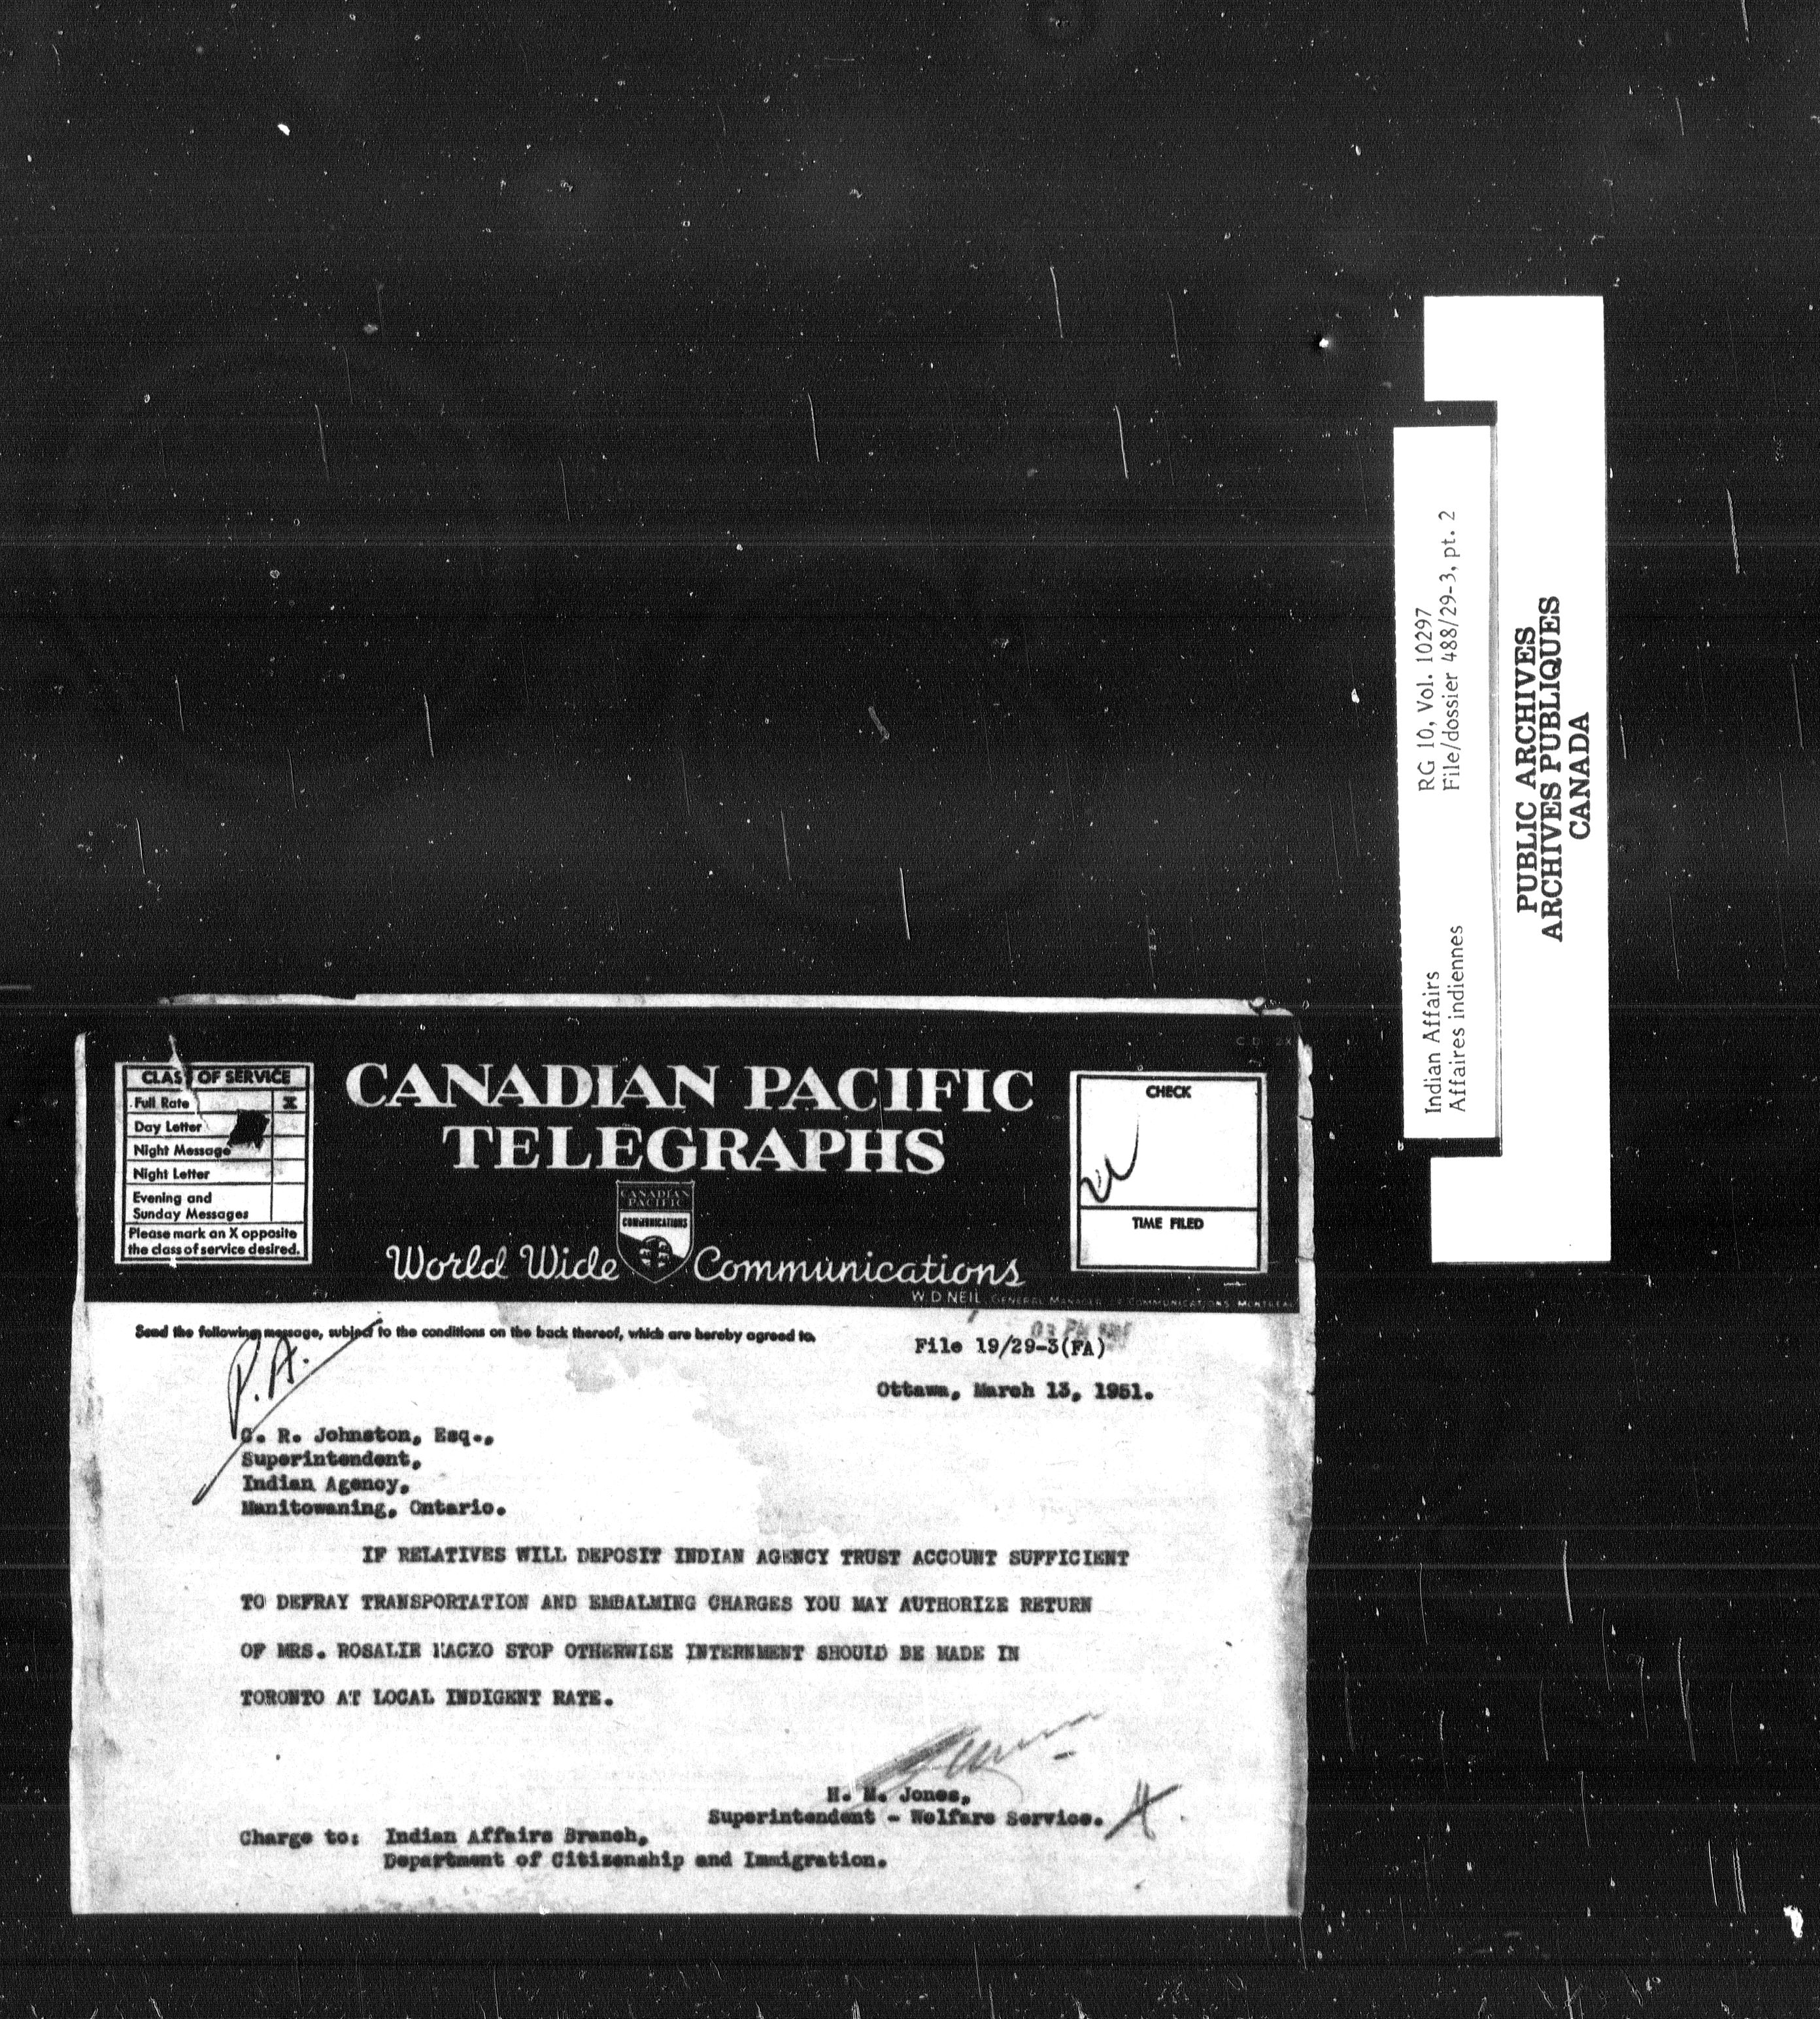 CLASS OF SERVICE
Full Rate X
Day Letter
Night Message
Night Letter
Evening and
Sunday Messages
Please mark an X opposite
the class of service desired.
CANADIAN PACIFIC
TELEGRAPHS
CANADIAN
PACIFIC
COMMUNICATIONS
World Wide Communications
W. D. NEIL, GENERAL MANAGER OF COMMUNICATIONS, MONTREAL
CHECK
TIME FILED
Send the following message, subject to the conditions on the back thereof, which are hereby agreed to.
P.A.
File 19/29-3(FA)
Ottawa, March 13, 1951.
R. Johnston, Esq.,
Superintendent,
Indian Agency,
Manitowaning, Ontario.
IF RELATIVES WILL DEPOSIT INDIAN AGENCY TRUST ACCOUNT SUFFICIENT
TO DEFRAY TRANSPORTATION AND EMBALMING CHARGES YOU MAY AUTHORIZE RETURN
OF MRS. ROSALIE STOP OTHERWISE INTERNMENT SHOULD BE MADE IN
TORONTO AT LOCAL INDIGENT RATE.
H. M. Jones,
Superintendent - Welfare Service.
Charge to: Indian Affairs Branch,
Department of Citizenship and Immigration.
Indian Affairs RG 10, Vol. 10297
Affaires indiennes File/dossier 488/29-3, pt. 2
PUBLIC ARCHIVES
ARCHIVES PUBLIQUES
CANADA